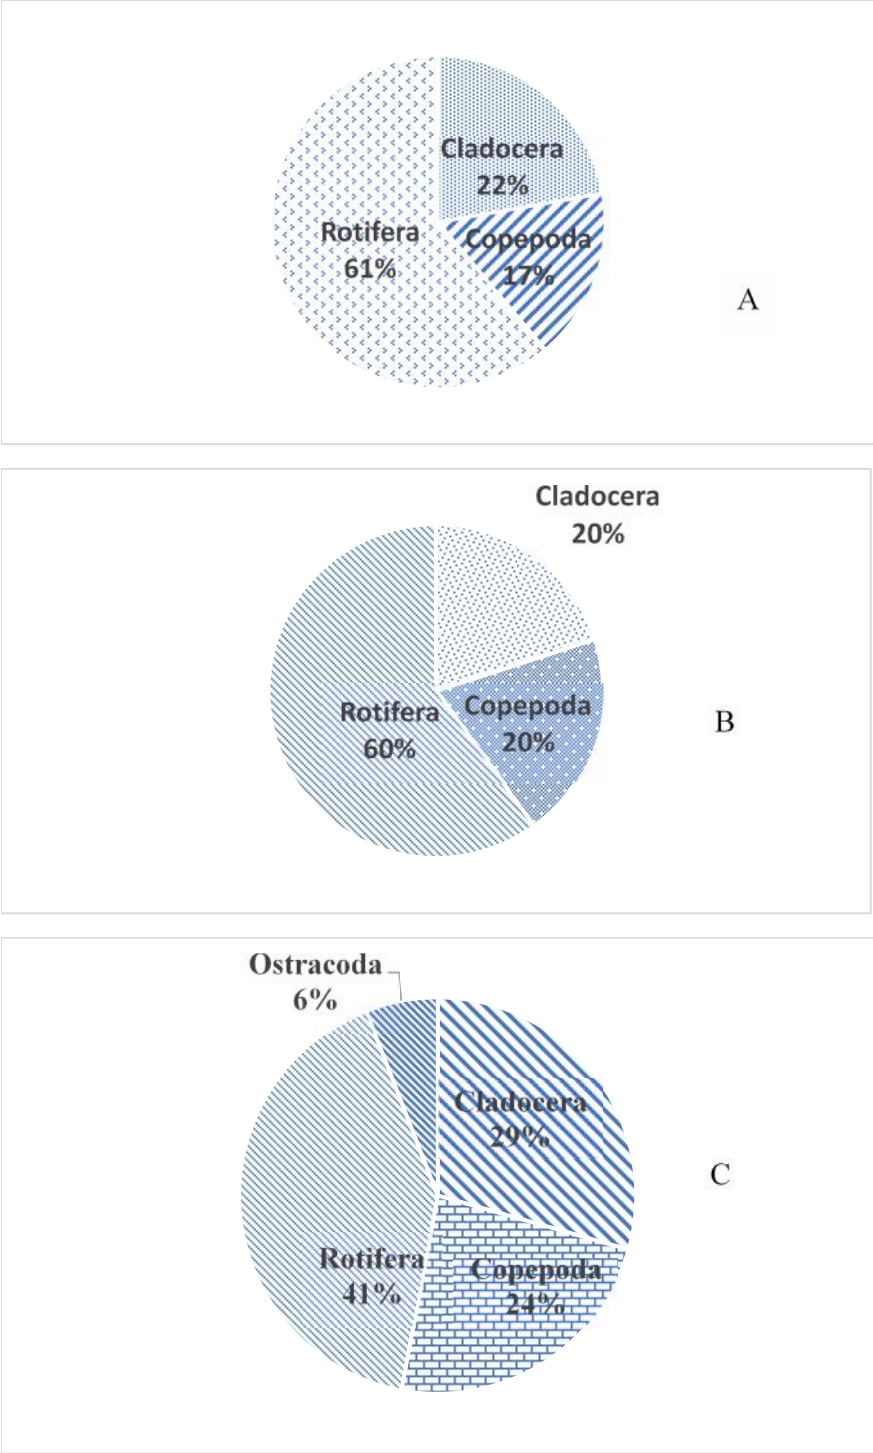 Cladocera
22%
Rotifera
61%
Copepoda
17%
A
Cladocera
20%
Rotifera
60%
Copepoda
20%
B
Ostracoda
6%
Cladocera
29%
C
Rotifera
41%
Copepoda
24%